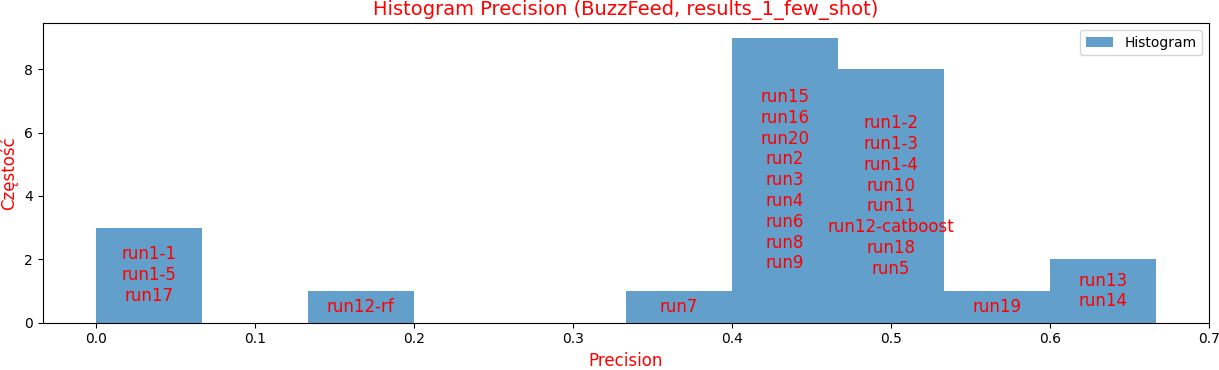 Histogram Precision (BuzzFeed, results_1_few_shot)
Histogram
Częstość
8
6
4
2
0
run1-1
run1-5
run17
run12-rf
run7
run15
run16
run20
run2
run3
run4
run6
run8
run9
run1-2
run1-3
run1-4
run10
run11
run12-catboost
run18
run5
run19
run13
run14
0.0 0.1 0.2 0.3 0.4 0.5 0.6 0.7
Precision